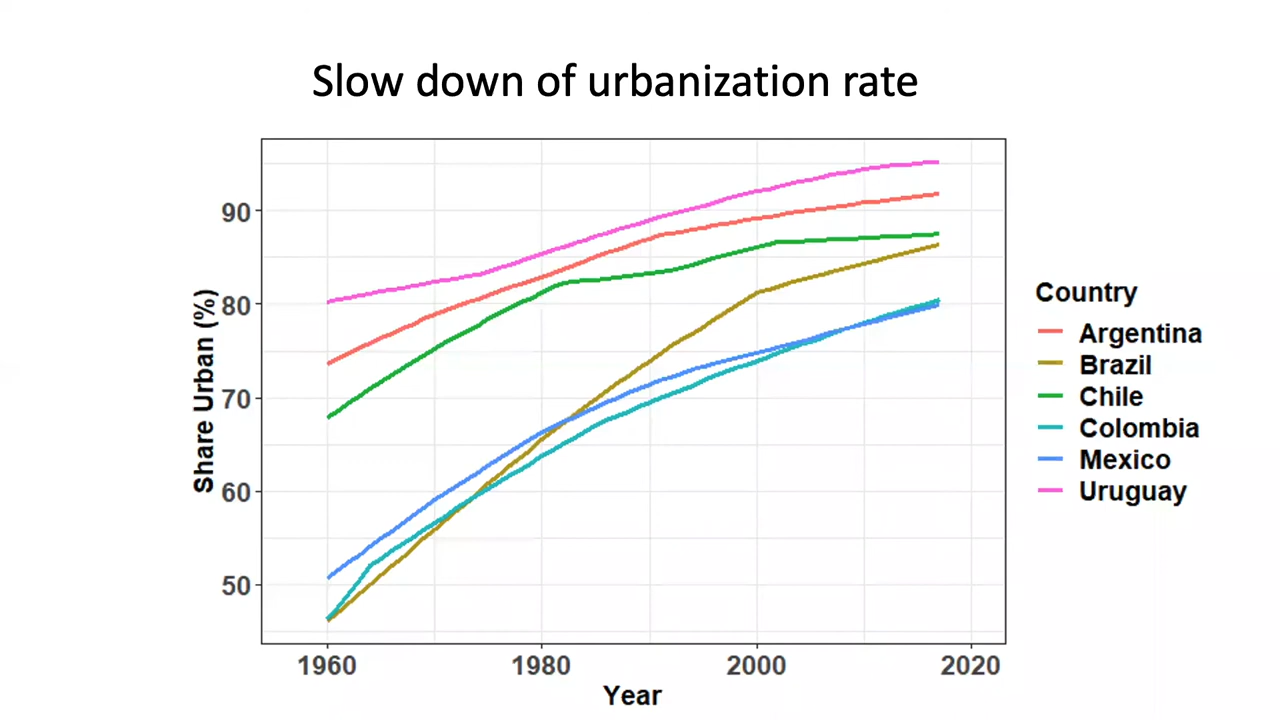 Slow down of urbanization rate
Share Urban (%)
90
80
70
60
50
1960 1980 2000 2020
Year
Country
Argentina
Brazil
Chile
Colombia
Mexico
Uruguay